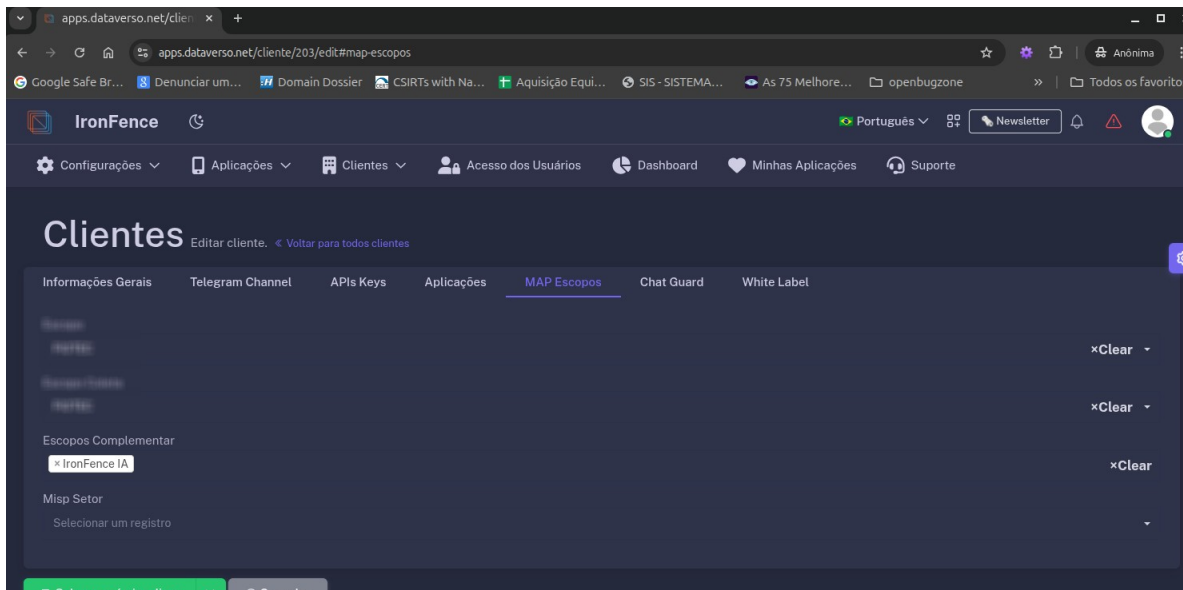 apps.dataverso.net/clien × +
apps.dataverso.net/cliente/203/edit#map-escopos Anônima
Google Safe Br... Denunciar um... Domain Dossier CSIRTs with Na... Aquisição Equi... SIS - SISTEMA... As 75 Melhore... openbugzone » Todos os favorito
IronFence Português Newsletter
Configurações Aplicações Clientes Acesso dos Usuários Dashboard Minhas Aplicações Suporte
Clientes Editar cliente. « Voltar para todos clientes
Informações Gerais Telegram Channel APIs Keys Aplicações MAP Escopos Chat Guard White Label
×Clear
×Clear
Escopos Complementar
× IronFence IA ×Clear
Misp Setor
Selecionar um registro